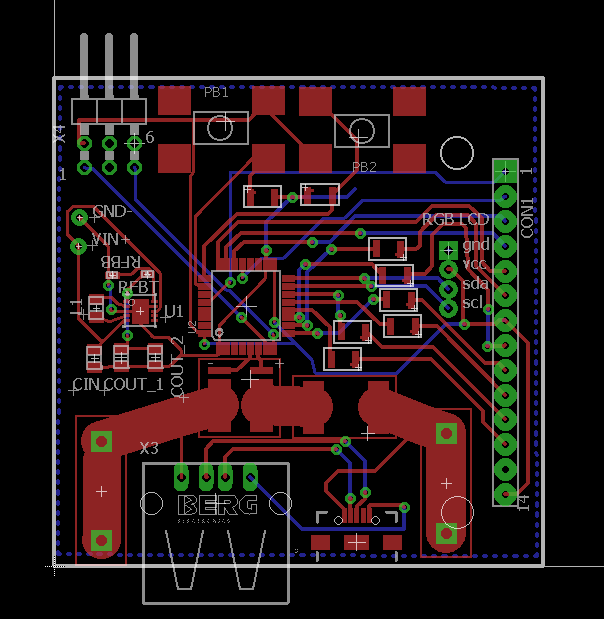 PB1
X4
6
PB2
1
1
CON1
GND-
RGB LCD
VIN+
gnd
RFBB
vcc
RFBT
sda
L1
U1
scl
U2
COUT_2
CIN
COUT_1
X3
14
BERG